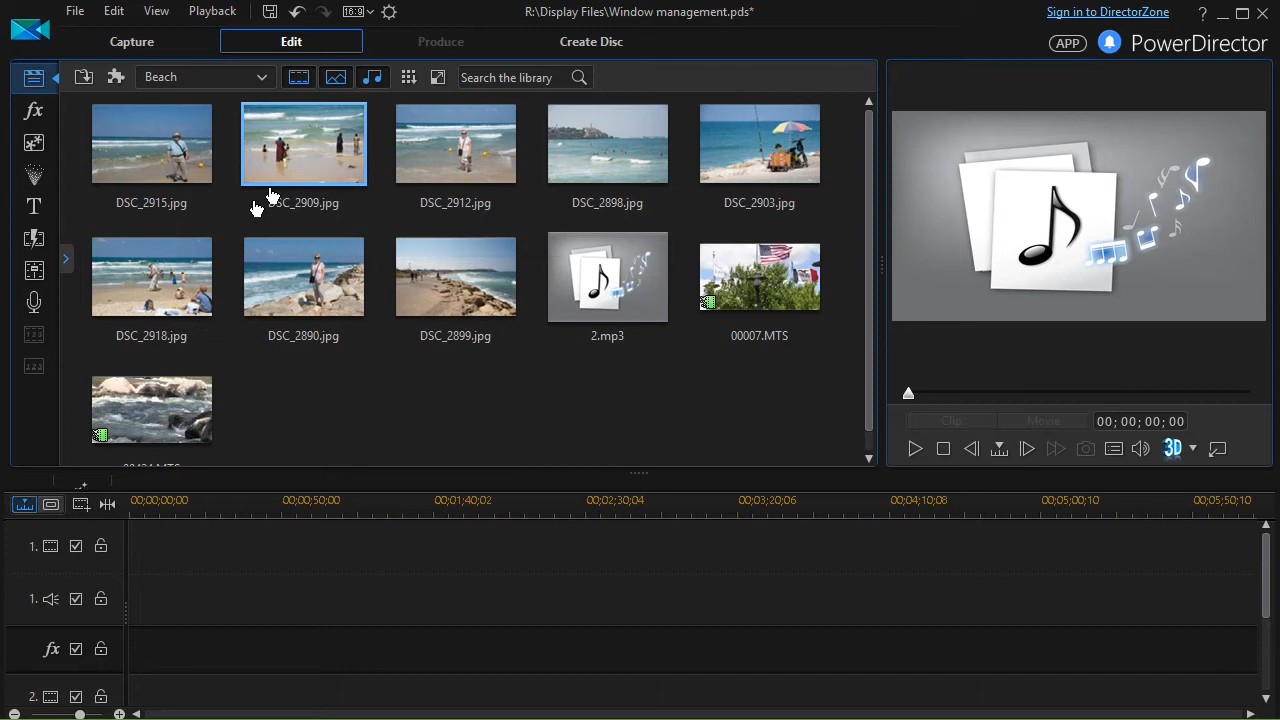 File Edit View Playback 16:9 R:\Display Files\Window management.pds* Sign in to DirectorZone ?
Capture Edit Produce Create Disc APP PowerDirector
Beach Search the library
fx
T
DSC_2915.jpg DSC_2909.jpg DSC_2912.jpg DSC_2898.jpg DSC_2903.jpg
DSC_2918.jpg DSC_2890.jpg DSC_2899.jpg 2.mp3 00007.MTS
Clip Movie 00; 00; 00; 00
3D
00;00;00;00 00;00;50;00 00;01;40;02 00;02;30;04 00;03;20;06 00;04;10;08 00;05;00;10 00;05;50;10
1.
1.
fx
2.